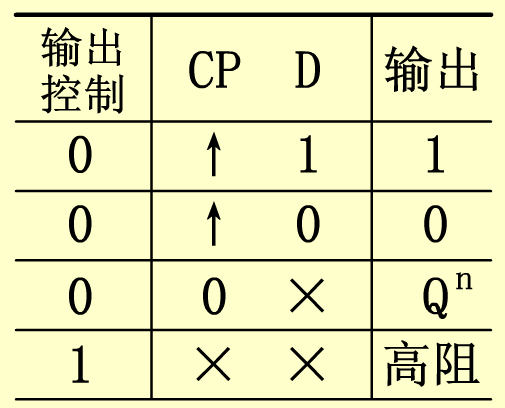 输出控制 CP D 输出
0 ↑ 1 1
0 ↑ 0 0
0 0 × Qⁿ
1 × × 高阻